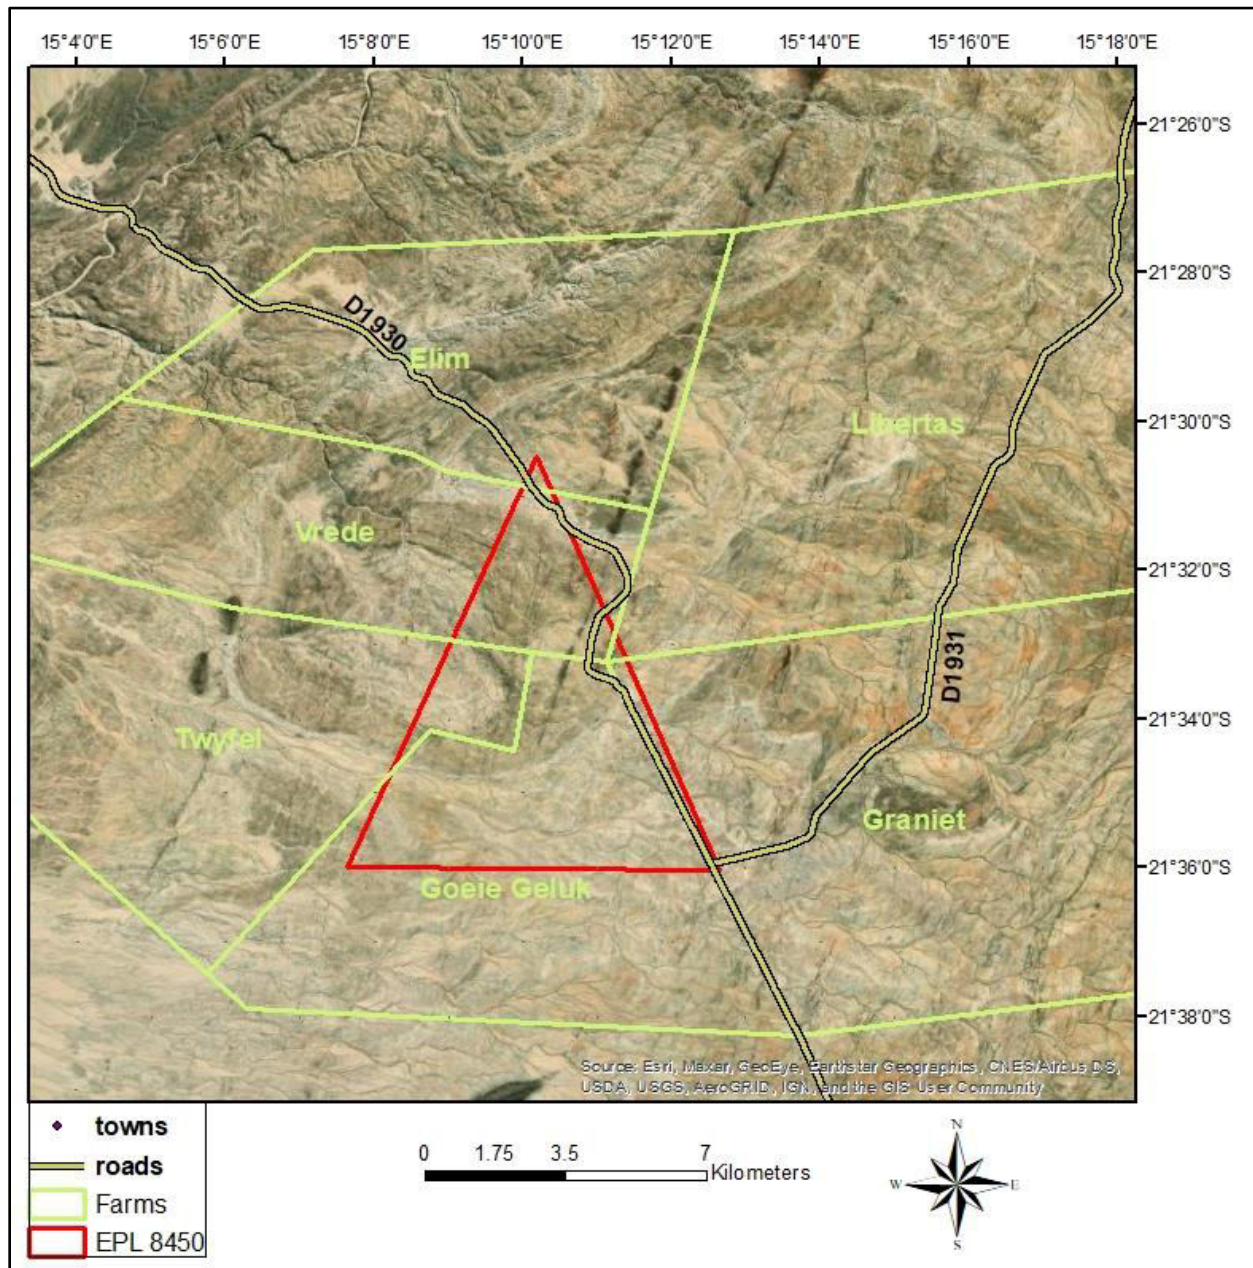 15°4'0"E 15°6'0"E 15°8'0"E 15°10'0"E 15°12'0"E 15°14'0"E 15°16'0"E 15°18'0"E
21°26'0"S
21°28'0"S
D1930
Elim
21°30'0"S
Libertas
Vrede
21°32'0"S
D1931
21°34'0"S
Twyfel
Graniet
21°36'0"S
Goeie Geluk
21°38'0"S
Source: Esri, Maxar, GeoEye, Earthstar Geographics, CNES/Airbus DS,
USDA, USGS, AeroGRID, IGN, and the GIS User Community
towns
roads
Farms
EPL 8450
0 1.75 3.5 7
Kilometers
N
W E
S